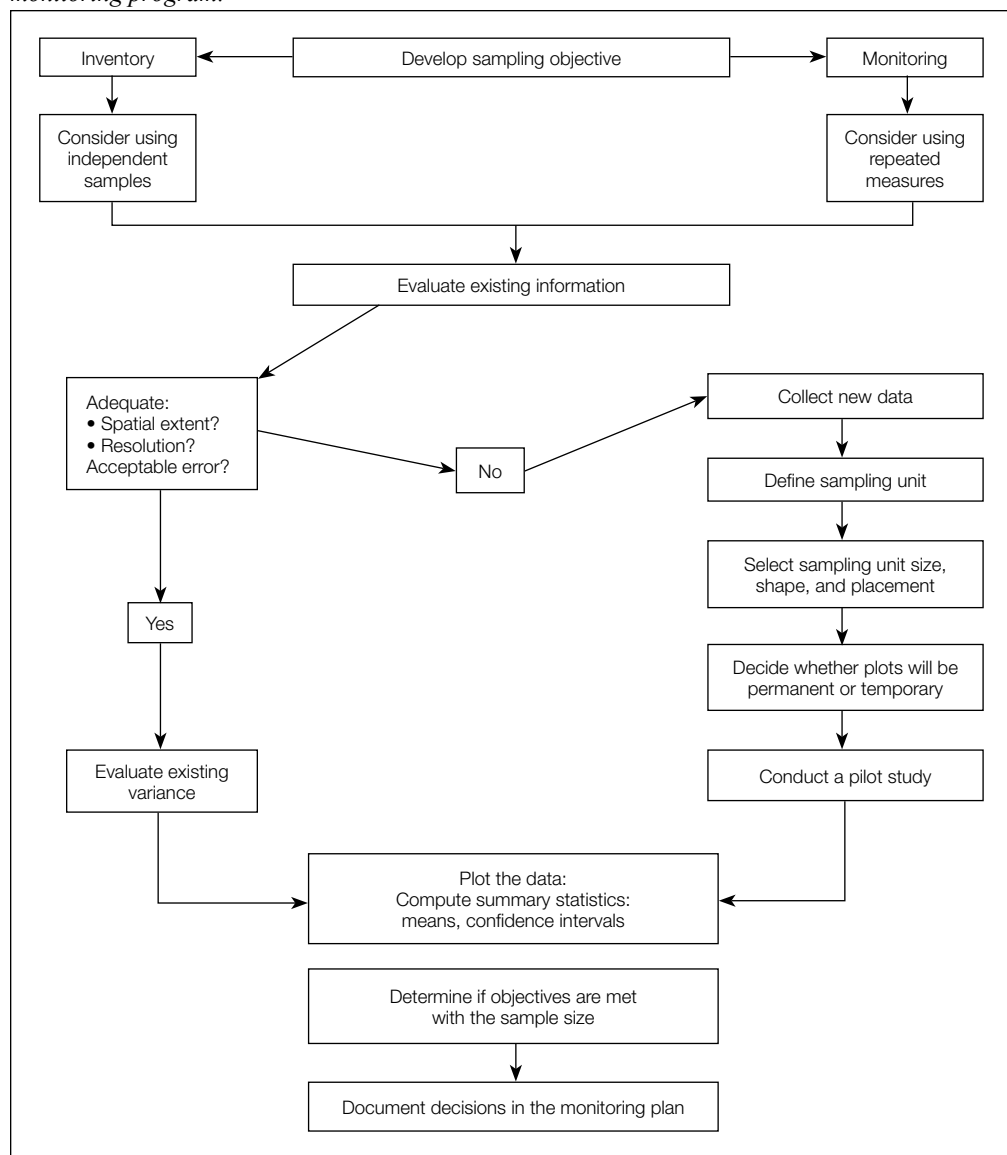 monitoring program.
Inventory
Develop sampling objective
Monitoring
Consider using
independent
samples
Consider using
repeated
measures
Evaluate existing information
Adequate:
• Spatial extent?
• Resolution?
Acceptable error?
No
Collect new data
Define sampling unit
Select sampling unit size,
shape, and placement
Yes
Decide whether plots will be
permanent or temporary
Evaluate existing
variance
Conduct a pilot study
Plot the data:
Compute summary statistics:
means, confidence intervals
Determine if objectives are met
with the sample size
Document decisions in the monitoring plan